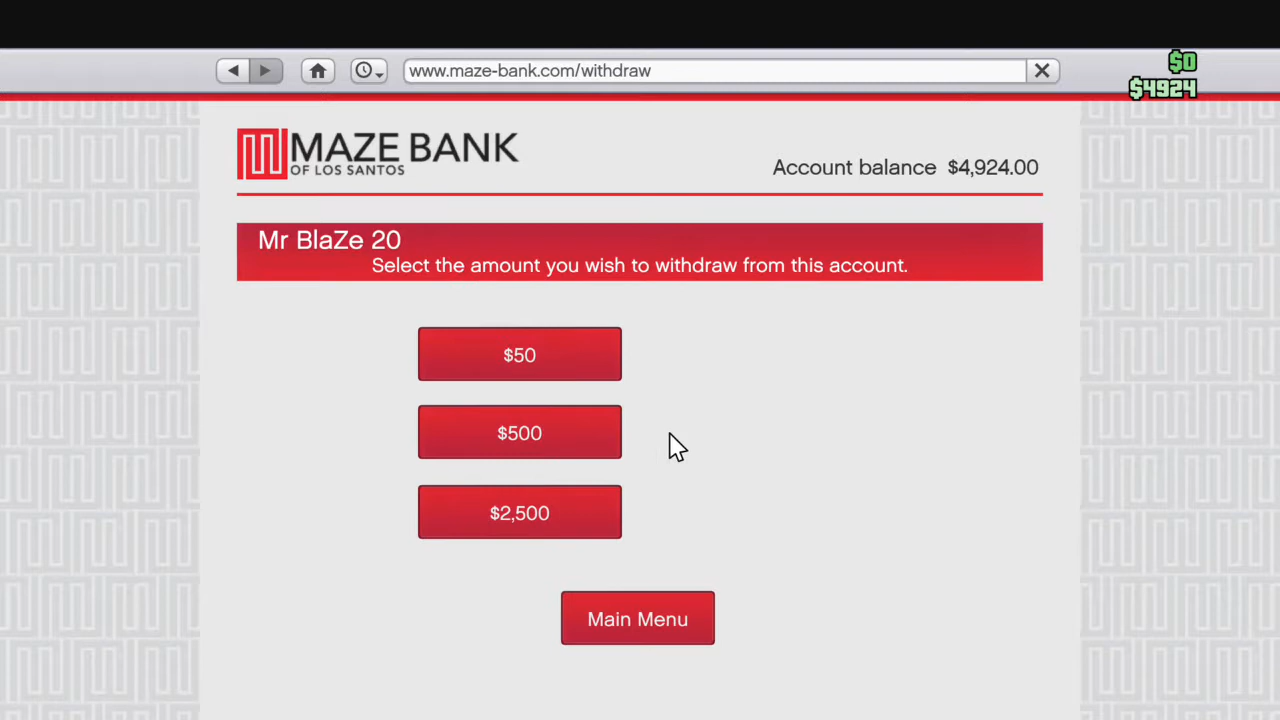 www.maze-bank.com/withdraw
$0
$4924
MAZE BANK
OF LOS SANTOS
Account balance $4,924.00
Mr BlaZe 20
Select the amount you wish to withdraw from this account.
$50
$500
$2,500
Main Menu